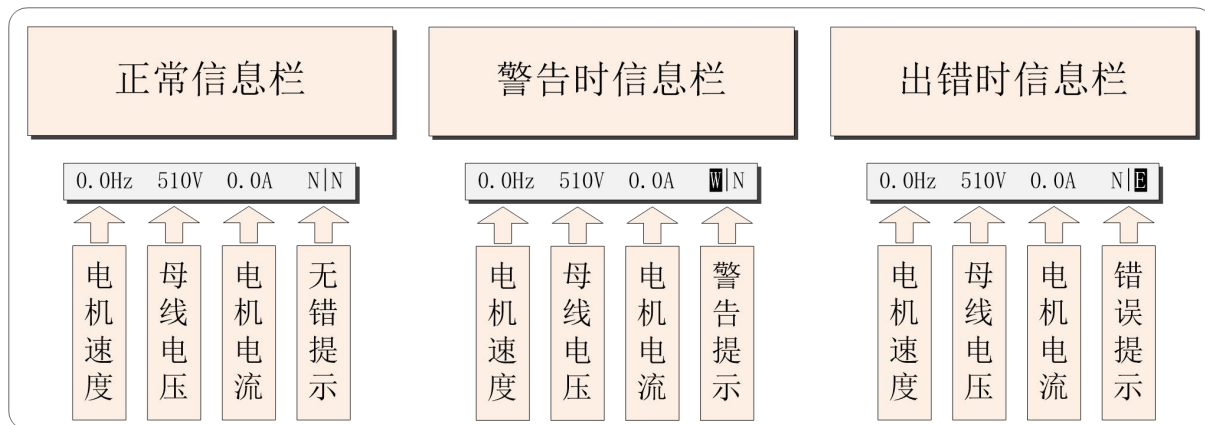 正常信息栏
警告时信息栏
出错时信息栏
0.0Hz 510V 0.0A N|N
0.0Hz 510V 0.0A W|N
0.0Hz 510V 0.0A N|E
电机速度
母线电压
电机电流
无错提示
电机速度
母线电压
电机电流
警告提示
电机速度
母线电压
电机电流
错误提示